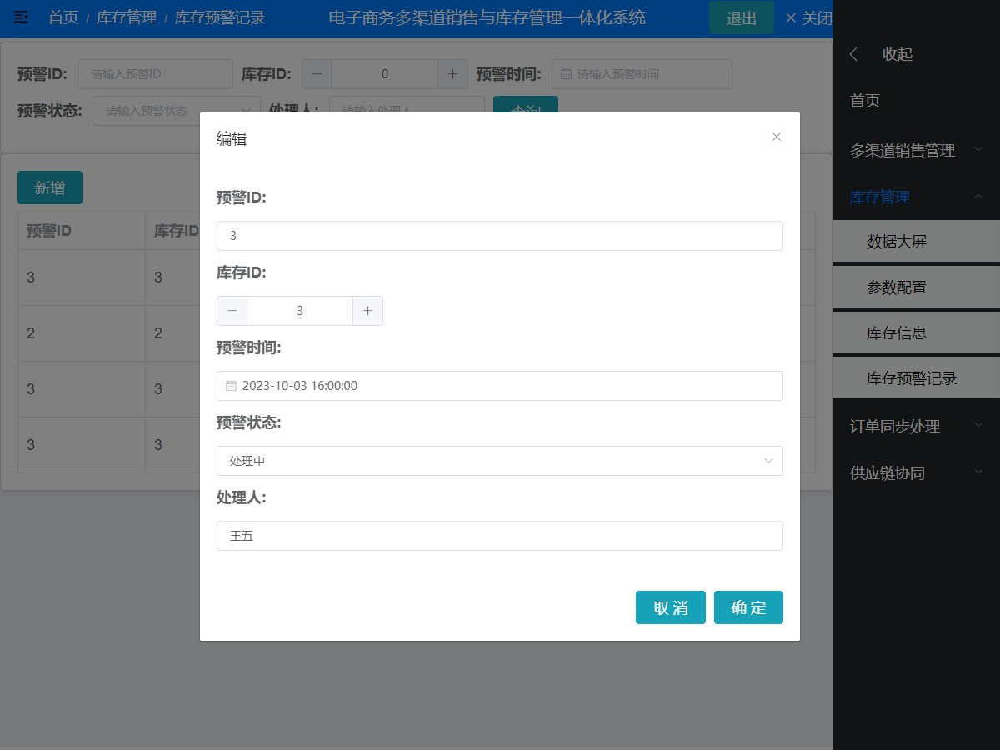 首页 / 库存管理 / 库存预警记录 电子商务多渠道销售与库存管理一体化系统 退出 × 关闭
预警ID: 请输入预警ID 库存ID: — 0 + 预警时间: 请输入预警时间
预警状态: 请输入预警状态 处理人: 请输入处理人 查询
新增
预警ID 库存ID
3 3
2 2
3 3
3 3
编辑
预警ID:
3
库存ID:
— 3 +
预警时间:
2023-10-03 16:00:00
预警状态:
处理中
处理人:
王五
取消 确定
收起
首页
多渠道销售管理
库存管理
数据大屏
参数配置
库存信息
库存预警记录
订单同步处理
供应链协同